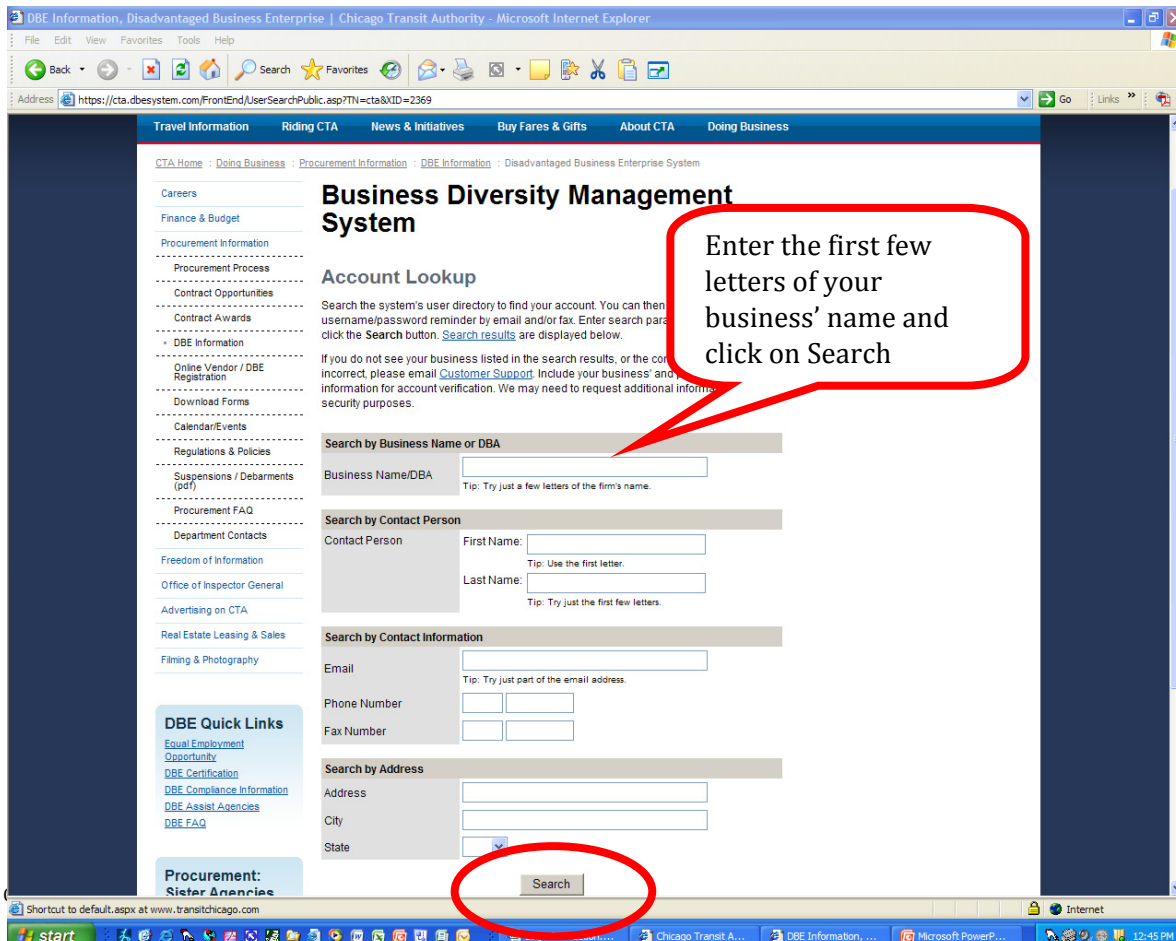 DBE Information, Disadvantaged Business Enterprise | Chicago Transit Authority - Microsoft Internet Explorer
File Edit View Favorites Tools Help
Back Search Favorites
Address https://cta.dbesystem.com/FrontEnd/UserSearchPublic.asp?TN=cta&XID=2369 Go Links »
Travel Information Riding CTA News & Initiatives Buy Fares & Gifts About CTA Doing Business
CTA Home : Doing Business : Procurement Information : DBE Information : Disadvantaged Business Enterprise System
Careers
Finance & Budget
Procurement Information
Procurement Process
Contract Opportunities
Contract Awards
DBE Information
Online Vendor / DBE
Registration
Download Forms
Calendar/Events
Regulations & Policies
Suspensions / Debarments
(pdf)
Procurement FAQ
Department Contacts
Freedom of Information
Office of Inspector General
Advertising on CTA
Real Estate Leasing & Sales
Filming & Photography
DBE Quick Links
Equal Employment
Opportunity
DBE Certification
DBE Compliance Information
DBE Assist Agencies
DBE FAQ
Procurement:
Sister Agencies
Business Diversity Management
System
Account Lookup
Search the system's user directory to find your account. You can then
username/password reminder by email and/or fax. Enter search
click the Search button. Search results are displayed below.
If you do not see your business listed in the search results, or the
incorrect, please email Customer Support. Include your business' and
information for account verification. We may need to request additional
security purposes.
Enter the first few
letters of your
business’ name and
click on Search
Search by Business Name or DBA
Business Name/DBA
Tip: Try just a few letters of the firm's name.
Search by Contact Person
Contact Person First Name:
Tip: Use the first letter.
Last Name:
Tip: Try just the first few letters.
Search by Contact Information
Email
Tip: Try just part of the email address.
Phone Number
Fax Number
Search by Address
Address
City
State
Search
Shortcut to default.aspx at www.transitchicago.com Internet
start Chicago Transit A... DBE Information, ... Microsoft PowerP... 12:45 PM